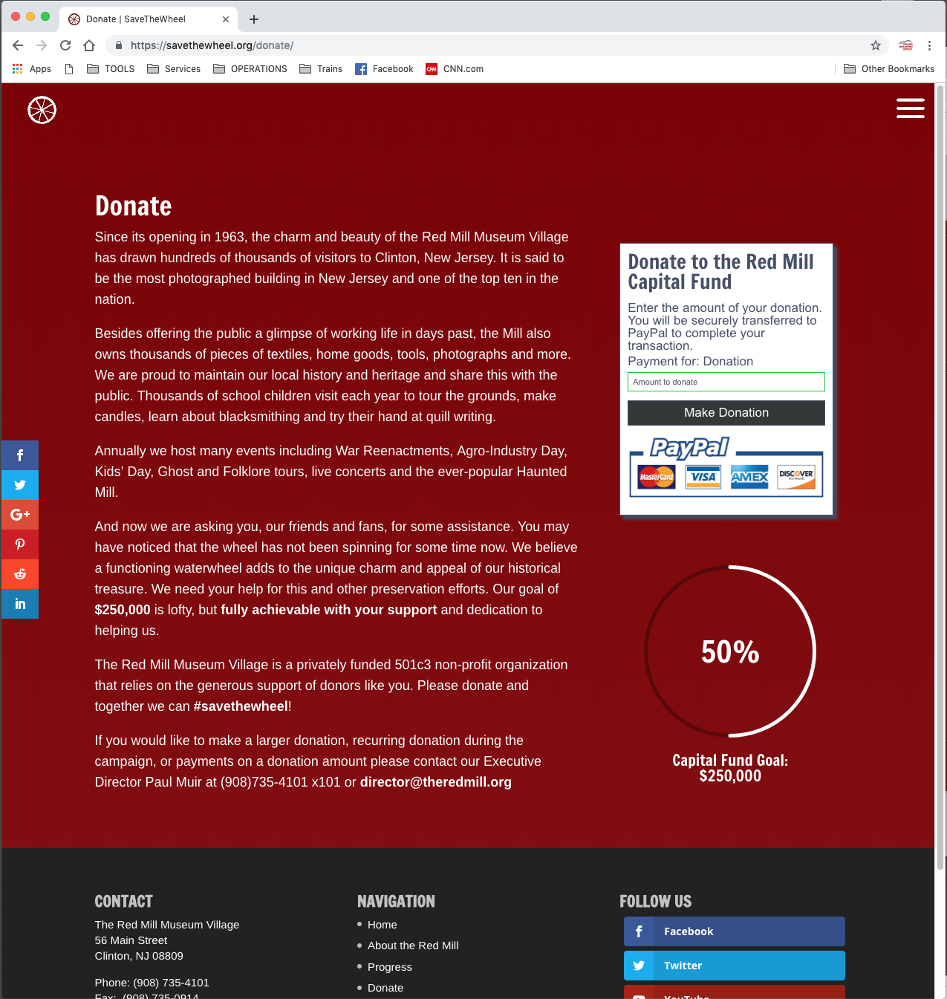 Donate | SaveTheWheel
https://savethewheel.org/donate/
Apps
TOOLS
Services
OPERATIONS
Trains
Facebook
CNN
CNN.com
Other Bookmarks
Donate
Since its opening in 1963, the charm and beauty of the Red Mill Museum Village
has drawn hundreds of thousands of visitors to Clinton, New Jersey. It is said to
be the most photographed building in New Jersey and one of the top ten in the
nation.
Besides offering the public a glimpse of working life in days past, the Mill also
owns thousands of pieces of textiles, home goods, tools, photographs and more.
We are proud to maintain our local history and heritage and share this with the
public. Thousands of school children visit each year to tour the grounds, make
candles, learn about blacksmithing and try their hand at quill writing.
Annually we host many events including War Reenactments, Agro-Industry Day,
Kids’ Day, Ghost and Folklore tours, live concerts and the ever-popular Haunted
Mill.
And now we are asking you, our friends and fans, for some assistance. You may
have noticed that the wheel has not been spinning for some time now. We believe
a functioning waterwheel adds to the unique charm and appeal of our historical
treasure. We need your help for this and other preservation efforts. Our goal of
$250,000 is lofty, but fully achievable with your support and dedication to
helping us.
The Red Mill Museum Village is a privately funded 501c3 non-profit organization
that relies on the generous support of donors like you. Please donate and
together we can #savethewheel!
If you would like to make a larger donation, recurring donation during the
campaign, or payments on a donation amount please contact our Executive
Director Paul Muir at (908)735-4101 x101 or director@theredmill.org
Donate to the Red Mill
Capital Fund
Enter the amount of your donation.
You will be securely transferred to
PayPal to complete your
transaction.
Payment for: Donation
Amount to donate
Make Donation
PayPal
MasterCard
VISA
AMEX
DISCOVER
NETWORK
50%
Capital Fund Goal:
$250,000
f
G+
in
CONTACT
The Red Mill Museum Village
56 Main Street
Clinton, NJ 08809
Phone: (908) 735-4101
Fax: (908) 735-0914
NAVIGATION
Home
About the Red Mill
Progress
Donate
FOLLOW US
Facebook
Twitter
YouTube